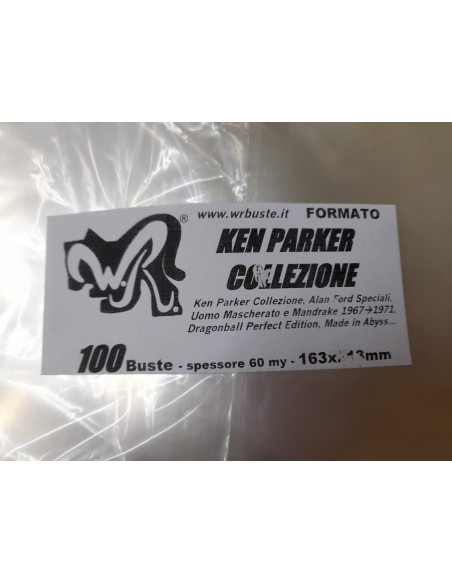 www.wrbuste.it FORMATO
W.R.®
KEN PARKER
COLLEZIONE
Ken Parker Collezione, Alan Ford Speciali,
Uomo Mascherato e Mandrake 1967→1971,
Dragonball Perfect Edition, Made in Abyss...
100 Buste - spessore 60 my -